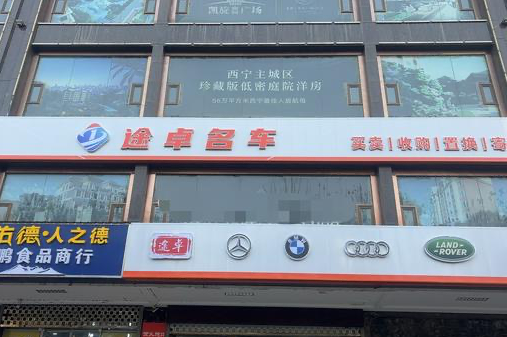 凯旋广场
西宁主城区
珍藏版低密庭院洋房
途卓名车
买卖|收购|置换|寄
佑德·人之德
鹏食品商行
途卓
LAND-
ROVER